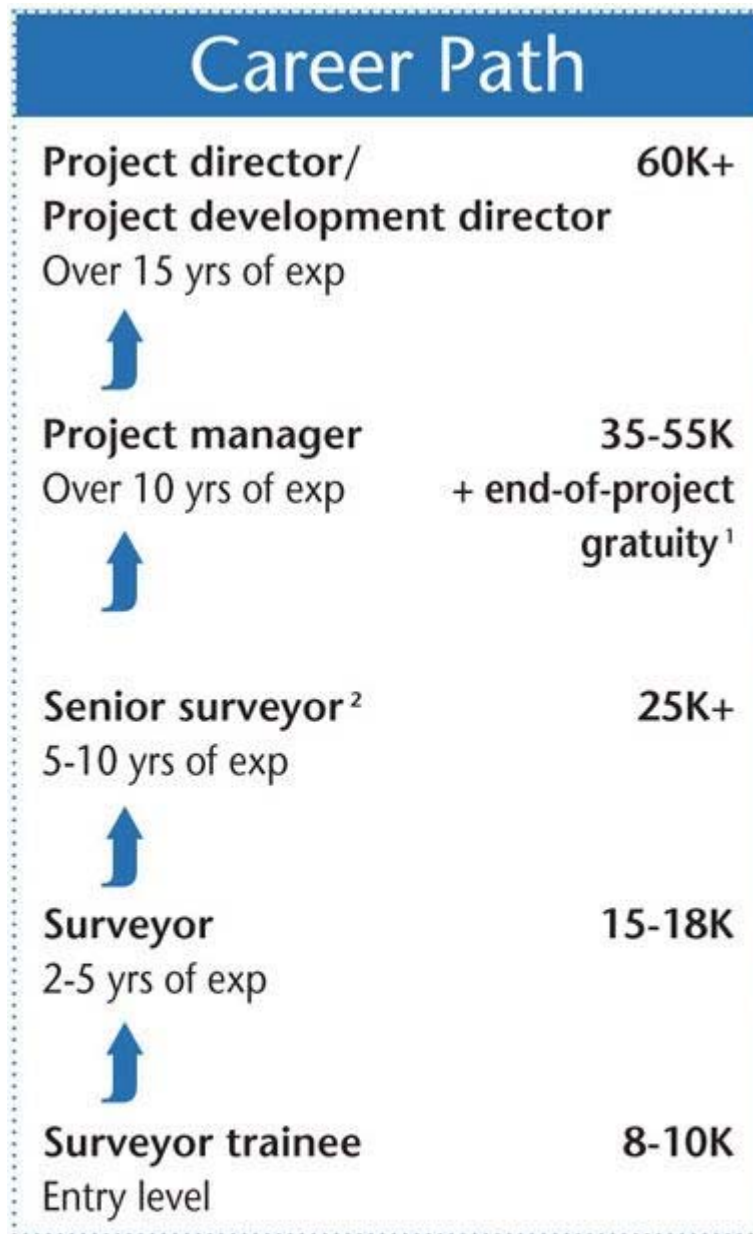 Career Path
Project director/ 60K+
Project development director
Over 15 yrs of exp
Project manager 35-55K
Over 10 yrs of exp + end-of-project
gratuity ¹
Senior surveyor ² 25K+
5-10 yrs of exp
Surveyor 15-18K
2-5 yrs of exp
Surveyor trainee 8-10K
Entry level